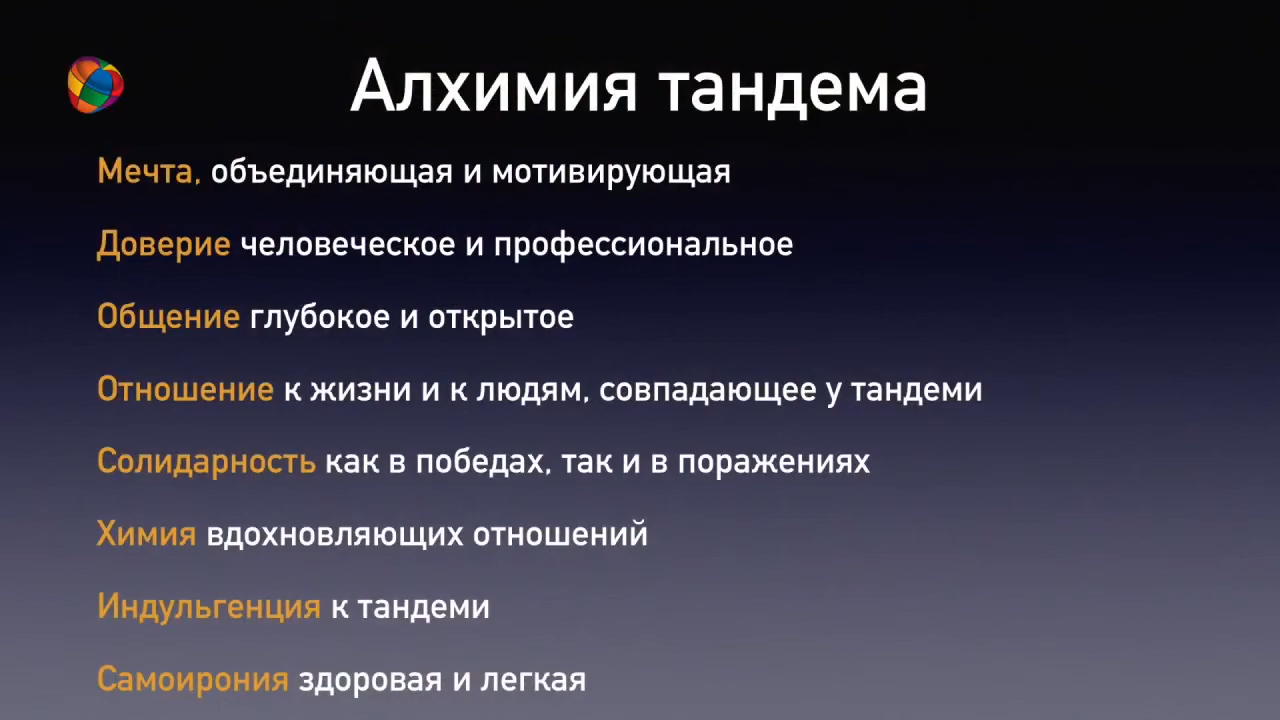 Алхимия тандема
Мечта, объединяющая и мотивирующая
Доверие человеческое и профессиональное
Общение глубокое и открытое
Отношение к жизни и к людям, совпадающее у тандеми
Солидарность как в победах, так и в поражениях
Химия вдохновляющих отношений
Индульгенция к тандеми
Самоирония здоровая и легкая